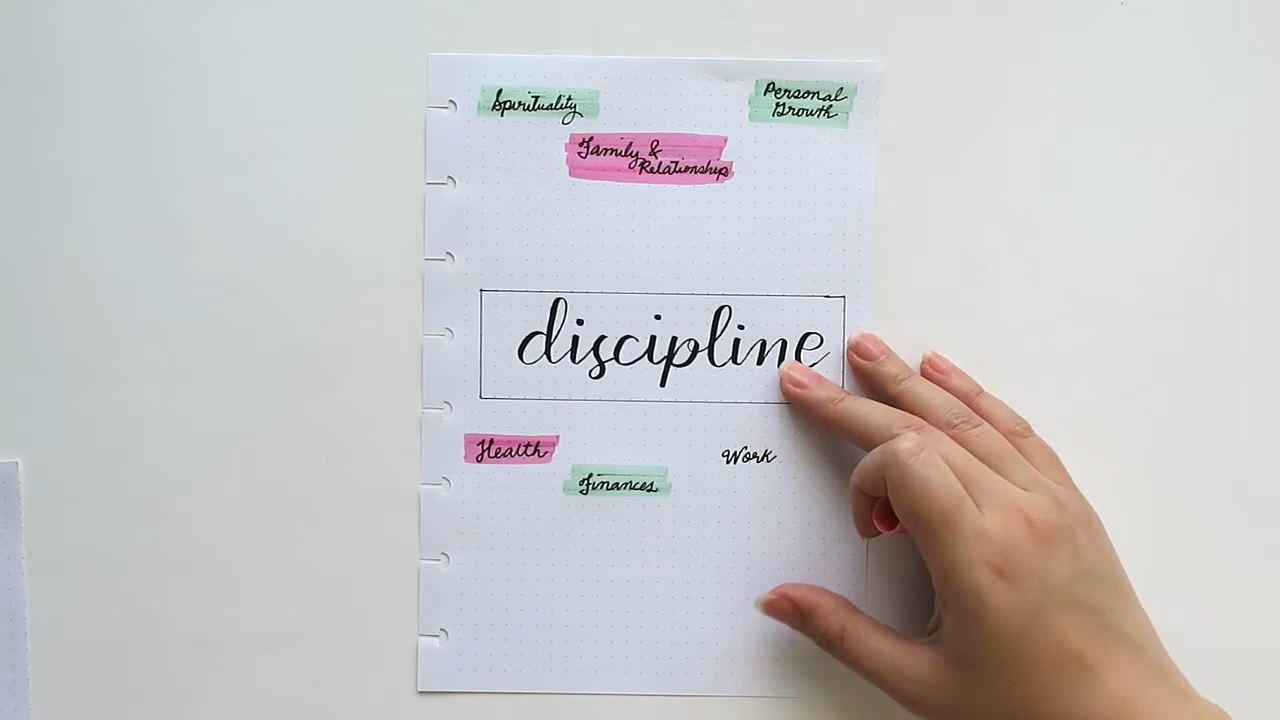 Spirituality
Personal
Growth
Family &
Relationship
discipline
Health
Work
Finances